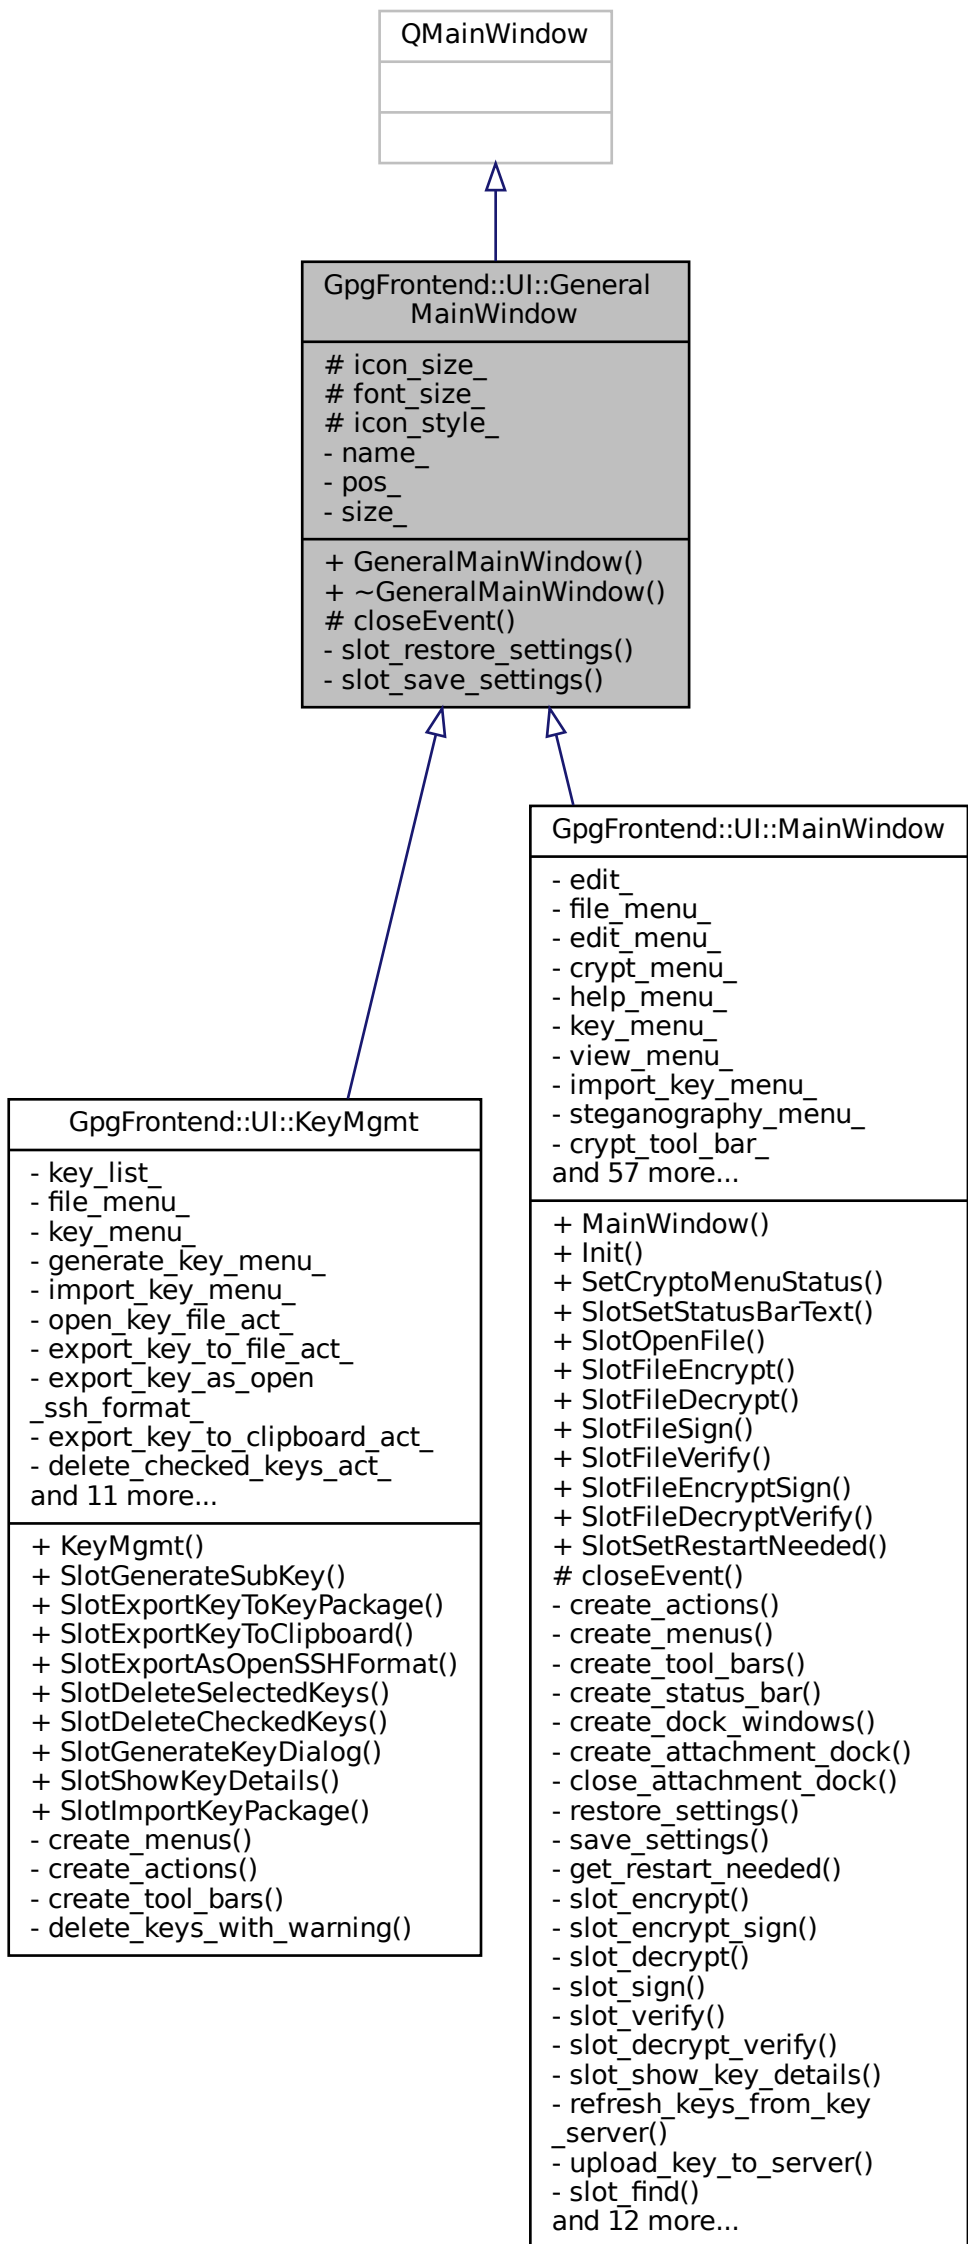 QMainWindow
GpgFrontend::UI::General
MainWindow
# icon_size_
# font_size_
# icon_style_
- name_
- pos_
- size_
+ GeneralMainWindow()
+ ~GeneralMainWindow()
# closeEvent()
- slot_restore_settings()
- slot_save_settings()
GpgFrontend::UI::KeyMgmt
- key_list_
- file_menu_
- key_menu_
- generate_key_menu_
- import_key_menu_
- open_key_file_act_
- export_key_to_file_act_
- export_key_as_open
_ssh_format_
- export_key_to_clipboard_act_
- delete_checked_keys_act_
and 11 more...
+ KeyMgmt()
+ SlotGenerateSubKey()
+ SlotExportKeyToKeyPackage()
+ SlotExportKeyToClipboard()
+ SlotExportAsOpenSSHFormat()
+ SlotDeleteSelectedKeys()
+ SlotDeleteCheckedKeys()
+ SlotGenerateKeyDialog()
+ SlotShowKeyDetails()
+ SlotImportKeyPackage()
- create_menus()
- create_actions()
- create_tool_bars()
- delete_keys_with_warning()
GpgFrontend::UI::MainWindow
- edit_
- file_menu_
- edit_menu_
- crypt_menu_
- help_menu_
- key_menu_
- view_menu_
- import_key_menu_
- steganography_menu_
- crypt_tool_bar_
and 57 more...
+ MainWindow()
+ Init()
+ SetCryptoMenuStatus()
+ SlotSetStatusBarText()
+ SlotOpenFile()
+ SlotFileEncrypt()
+ SlotFileDecrypt()
+ SlotFileSign()
+ SlotFileVerify()
+ SlotFileEncryptSign()
+ SlotFileDecryptVerify()
+ SlotSetRestartNeeded()
# closeEvent()
- create_actions()
- create_menus()
- create_tool_bars()
- create_status_bar()
- create_dock_windows()
- create_attachment_dock()
- close_attachment_dock()
- restore_settings()
- save_settings()
- get_restart_needed()
- slot_encrypt()
- slot_encrypt_sign()
- slot_decrypt()
- slot_sign()
- slot_verify()
- slot_decrypt_verify()
- slot_show_key_details()
- refresh_keys_from_key
_server()
- upload_key_to_server()
- slot_find()
and 12 more...